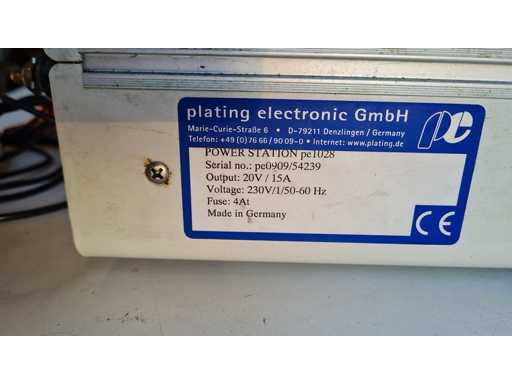 plating electronic GmbH
Marie-Curie-Straße 6 • D-79211 Denzlingen / Germany
Telefon: +49 (0)76 66 / 90 09-0 • Internet: www.plating.de
pe
POWER STATION pe1028
Serial no.: pe0909/54239
Output: 20V / 15A
Voltage: 230V/1/50-60 Hz
Fuse: 4At
Made in Germany
CE